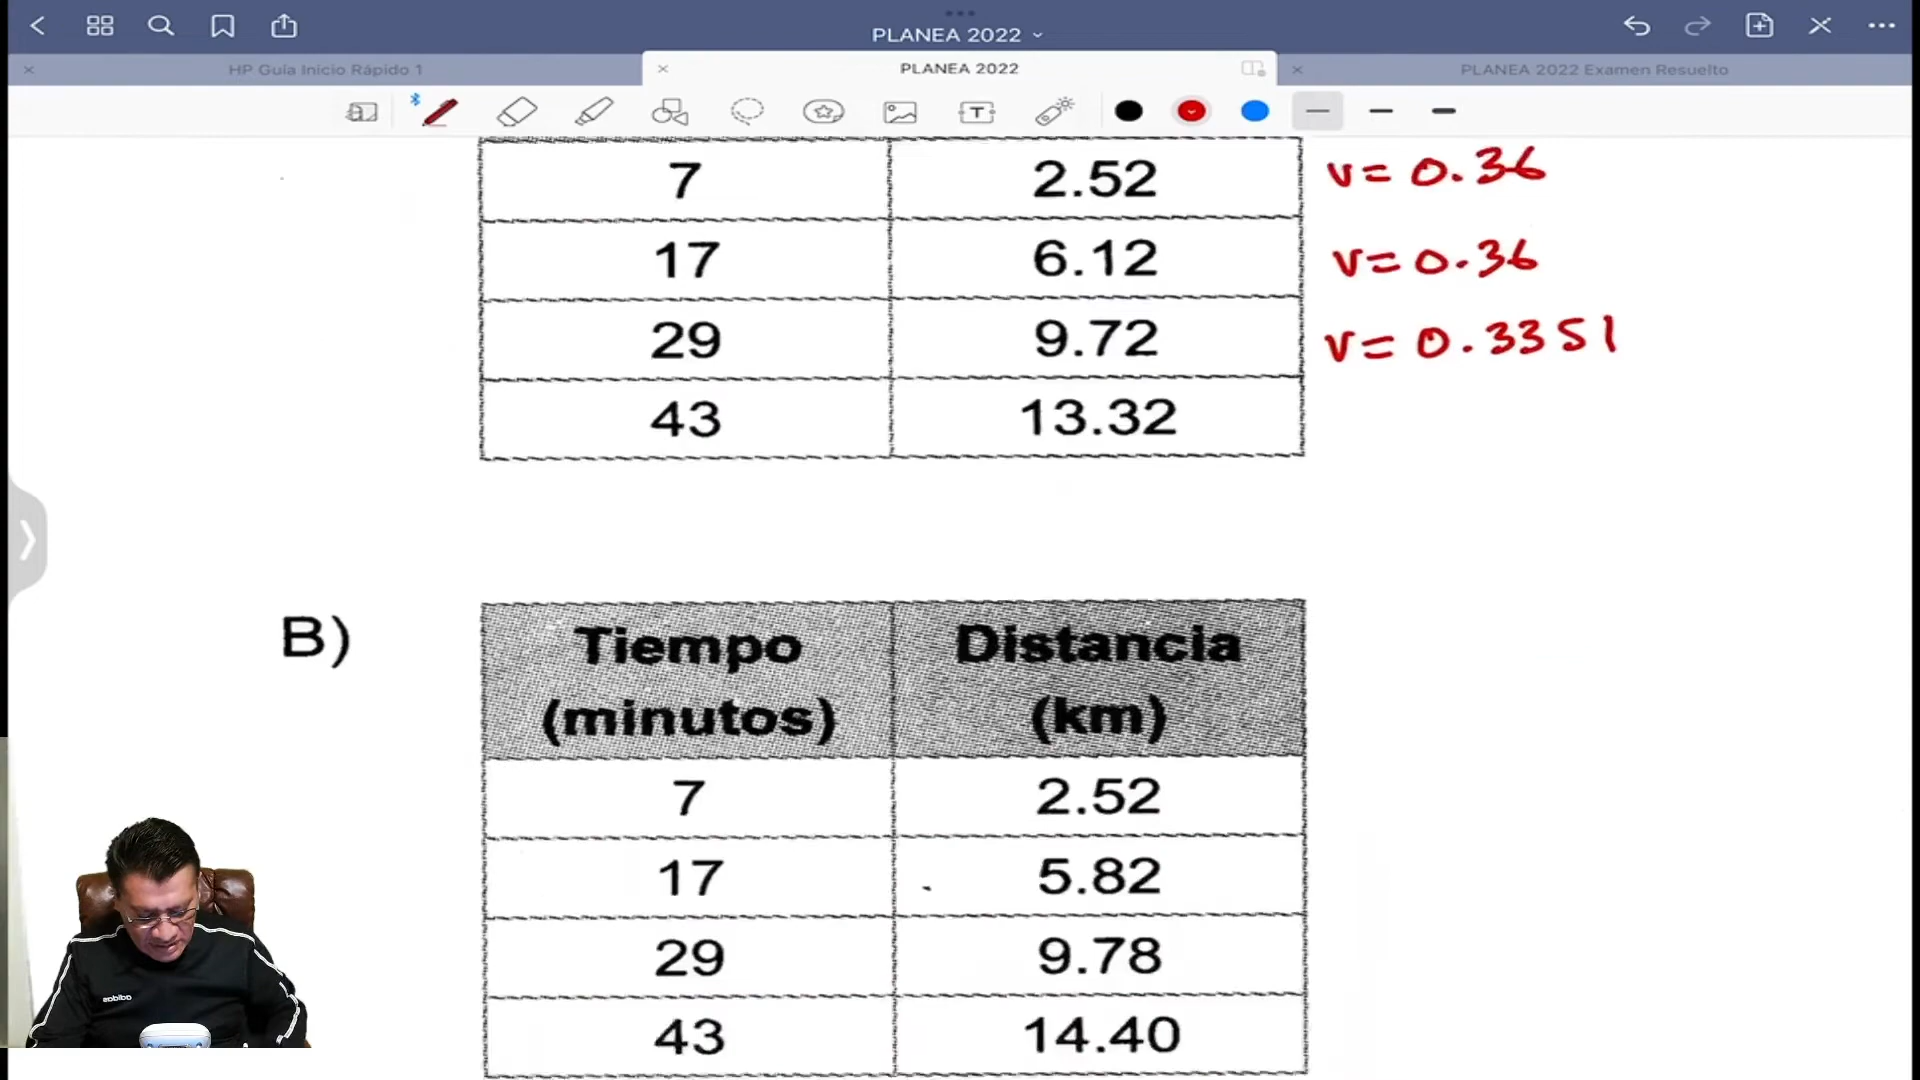 PLANEA 2022
HP Guía Inicio Rápido 1
PLANEA 2022
PLANEA 2022 Examen Resuelto
T
7 2.52 v = 0.36
17 6.12 v = 0.36
29 9.72 v = 0.3351
43 13.32
B)
Tiempo (minutos) Distancia (km)
7 2.52
17 5.82
29 9.78
43 14.40
adidas